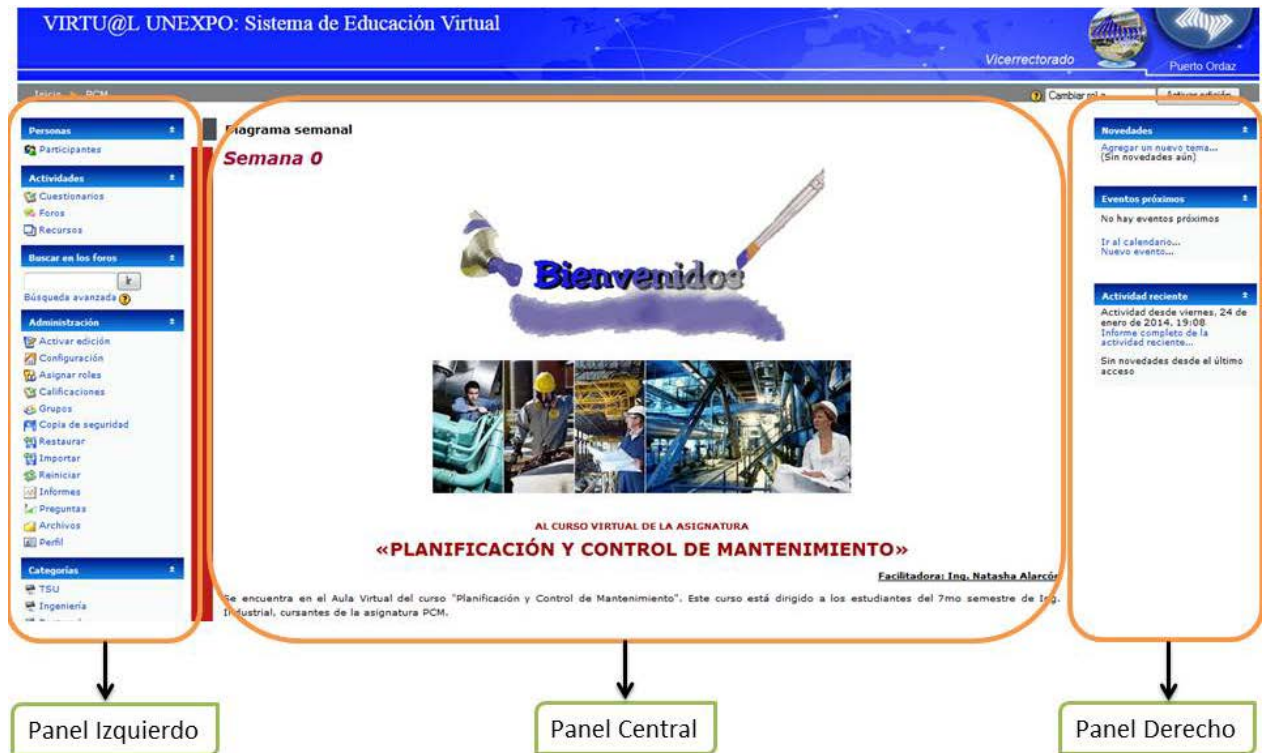 VIRTU@L UNEXPO: Sistema de Educación Virtual
Vicerrectorado
Puerto Ordaz
Inicio ► PCM
Cambiar rol a
Activar edición
Personas
Participantes
Actividades
Cuestionarios
Foros
Recursos
Buscar en los foros
Ir
Búsqueda avanzada
Administración
Activar edición
Configuración
Asignar roles
Calificaciones
Grupos
Copia de seguridad
Restaurar
Importar
Reiniciar
Informes
Preguntas
Archivos
Perfil
Categorías
TSU
Ingeniería
Diagrama semanal
Semana 0
Bienvenidos
AL CURSO VIRTUAL DE LA ASIGNATURA
«PLANIFICACIÓN Y CONTROL DE MANTENIMIENTO»
Facilitadora: Ing. Natasha Alarcón
Se encuentra en el Aula Virtual del curso "Planificación y Control de Mantenimiento". Este curso está dirigido a los estudiantes del 7mo semestre de Ing.
Industrial, cursantes de la asignatura PCM.
Novedades
Agregar un nuevo tema...
(Sin novedades aún)
Eventos próximos
No hay eventos próximos
Ir al calendario...
Nuevo evento...
Actividad reciente
Actividad desde viernes, 24 de
enero de 2014, 19:08
Informe completo de la
actividad reciente...
Sin novedades desde el último
acceso
Panel Izquierdo
Panel Central
Panel Derecho